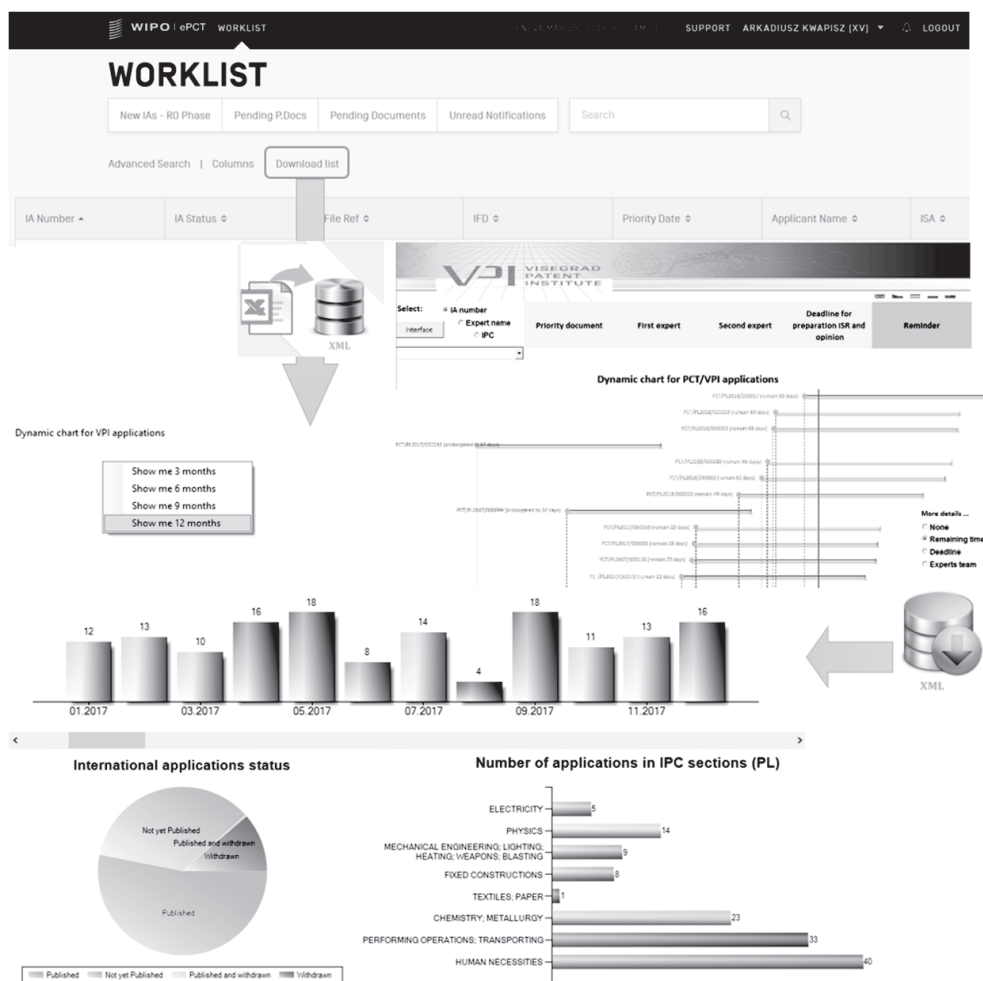 WIPO | ePCT WORKLIST SUPPORT ARKADIUSZ KWAPISZ (XV) LOGOUT
WORKLIST
New IAs - RO Phase Pending P.Docs Pending Documents Unread Notifications Search
Advanced Search | Columns Download list
IA Number IA Status File Ref IFD Priority Date Applicant Name ISA
XML
VPI VISEGRAD PATENT INSTITUTE
Select:
IA number
Expert name
IPC
Interface
Priority document
First expert
Second expert
Deadline for
preparation ISR and
opinion
Reminder
Dynamic chart for PCT/VPI applications
More details ...
None
Remaining time
Deadline
Experts team
Dynamic chart for VPI applications
Show me 3 months
Show me 6 months
Show me 9 months
Show me 12 months
12 13 10 16 18 8 14 4 18 11 13 16
01.2017 03.2017 05.2017 07.2017 09.2017 11.2017
XML
< >
International applications status
Not yet Published
Published and withdrawn
Withdrawn
Published
Published Not yet Published Published and withdrawn Withdrawn
Number of applications in IPC sections (PL)
ELECTRICITY 5
PHYSICS 14
MECHANICAL ENGINEERING; LIGHTING;
HEATING; WEAPONS; BLASTING 9
FIXED CONSTRUCTIONS 8
TEXTILES; PAPER 1
CHEMISTRY; METALLURGY 23
PERFORMING OPERATIONS; TRANSPORTING 33
HUMAN NECESSITIES 40